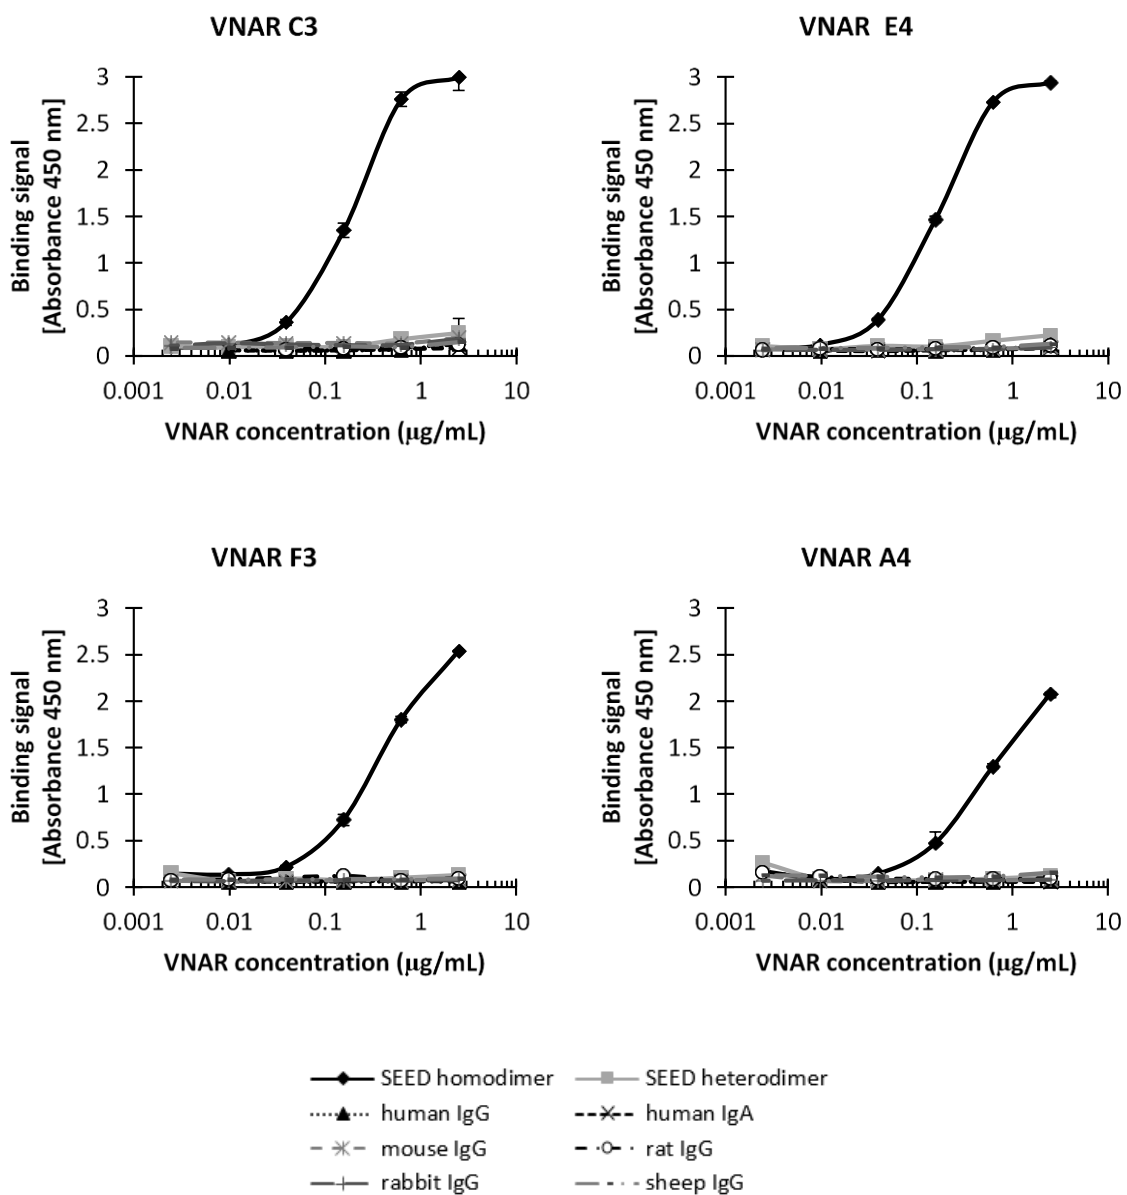 VNAR C3
VNAR E4
Binding signal
[Absorbance 450 nm]
3
2.5
2
1.5
1
0.5
0
0.001
0.01
0.1
1
10
VNAR concentration (µg/mL)
Binding signal
[Absorbance 450 nm]
3
2.5
2
1.5
1
0.5
0
0.001
0.01
0.1
1
10
VNAR concentration (µg/mL)
VNAR F3
VNAR A4
Binding signal
[Absorbance 450 nm]
3
2.5
2
1.5
1
0.5
0
0.001
0.01
0.1
1
10
VNAR concentration (µg/mL)
Binding signal
[Absorbance 450 nm]
3
2.5
2
1.5
1
0.5
0
0.001
0.01
0.1
1
10
VNAR concentration (µg/mL)
SEED homodimer
SEED heterodimer
human IgG
human IgA
mouse IgG
rat IgG
rabbit IgG
sheep IgG